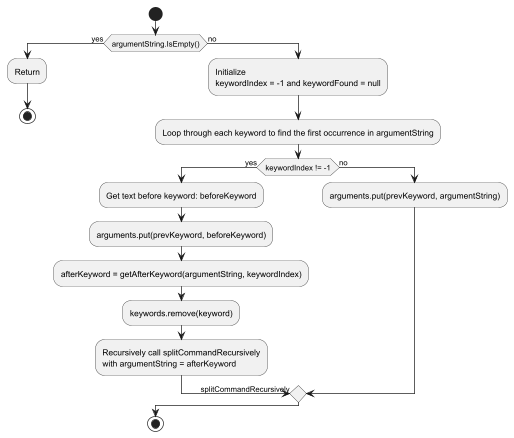 yes
argumentString.IsEmpty()
no
Return
Initialize
keywordIndex = -1 and keywordFound = null
Loop through each keyword to find the first occurrence in argumentString
yes
keywordIndex != -1
no
Get text before keyword: beforeKeyword
arguments.put(prevKeyword, argumentString)
arguments.put(prevKeyword, beforeKeyword)
afterKeyword = getAfterKeyword(argumentString, keywordIndex)
keywords.remove(keyword)
Recursively call splitCommandRecursively
with argumentString = afterKeyword
splitCommandRecursively